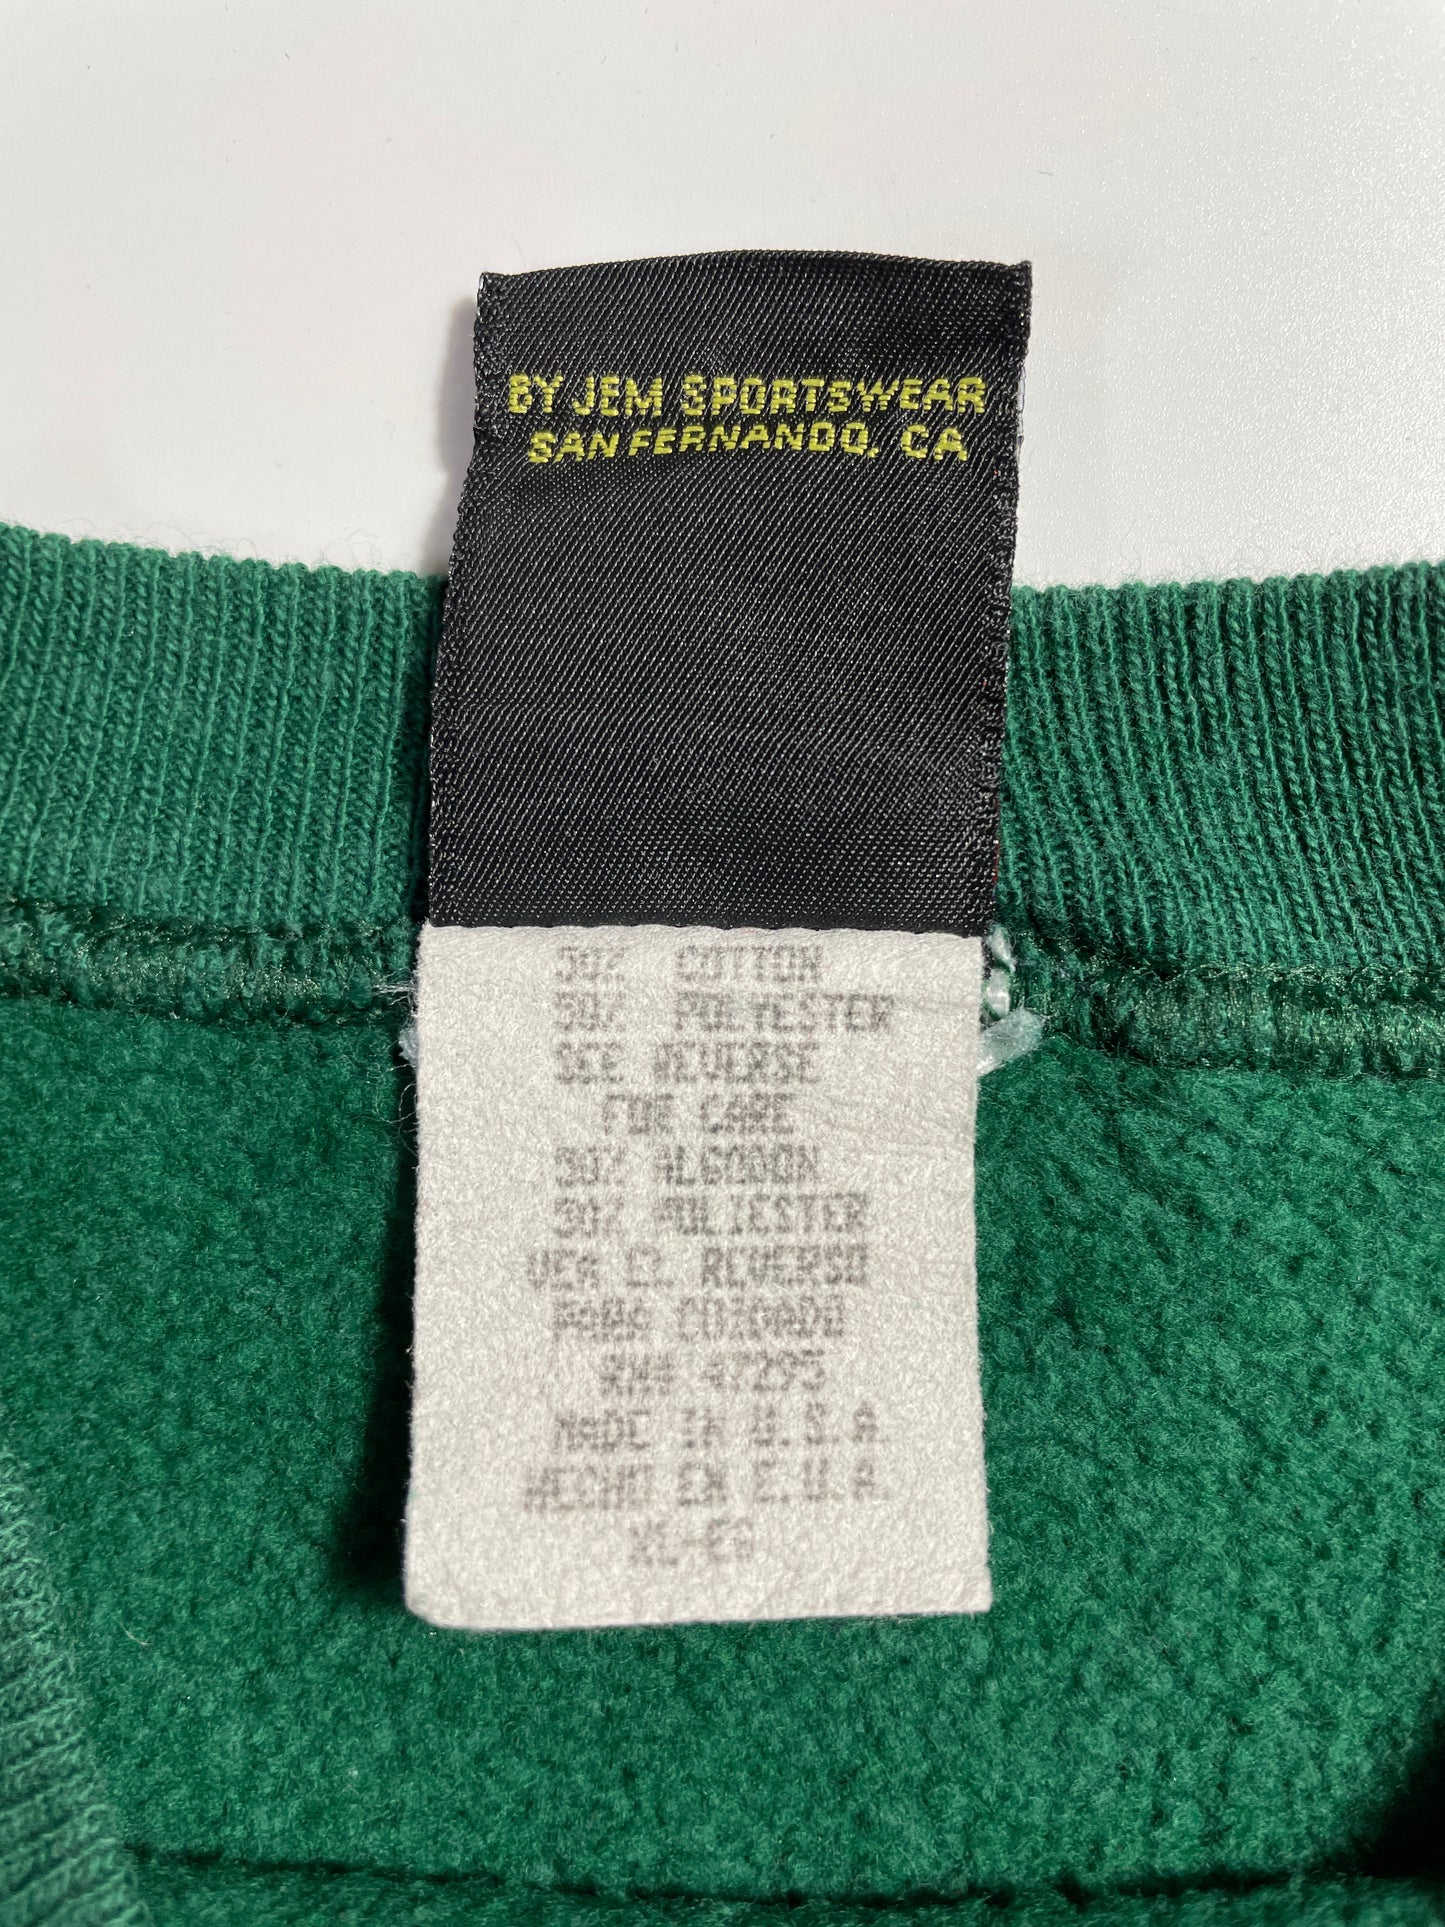 BY JEM SPORTSWEAR
SAN FERNANDO, CA
50% COTTON
50% POLYESTER
SEE REVERSE
FOR CARE
50% ALGODON
50% POLIESTER
VEA EL REVERSO
PARA CUIDADO
RN# 47295
MADE IN U.S.A.
HECHO EN E.U.A.
XL-EG